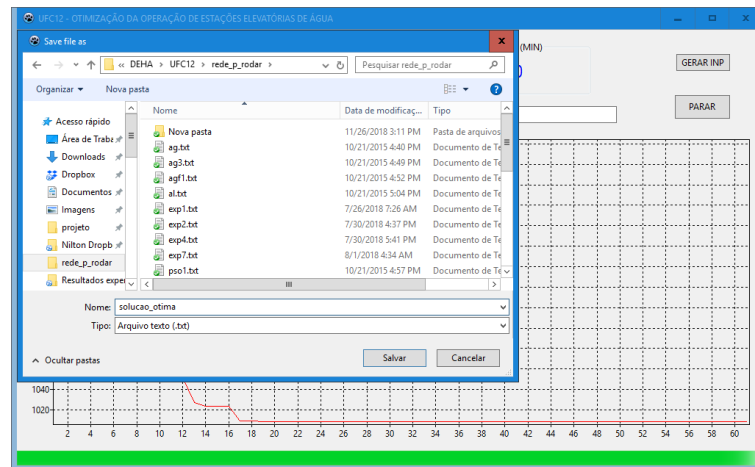 UFC12 - OTIMIZAÇÃO DA OPERAÇÃO DE ESTAÇÕES ELEVATÓRIAS DE ÁGUA
Save file as
« DEHA > UFC12 > rede_p_rodar >
Pesquisar rede_p_rodar
(MIN)
GERAR INP
Organizar
Nova pasta
PARAR
Nome
Data de modificaç...
Tipo
Acesso rápido
Nova pasta 11/26/2018 3:11 PM Pasta de arquivos
Área de Traba
ag.txt 10/21/2015 4:40 PM Documento de Te
Downloads
ag3.txt 10/21/2015 4:49 PM Documento de Te
Dropbox
agf1.txt 10/21/2015 4:52 PM Documento de Te
Documentos
al.txt 10/21/2015 5:04 PM Documento de Te
Imagens
exp1.txt 7/26/2018 7:26 AM Documento de Te
projeto
exp2.txt 7/30/2018 4:37 PM Documento de Te
Nilton Dropb
exp4.txt 7/30/2018 5:41 PM Documento de Te
rede_p_rodar
exp7.txt 8/1/2018 4:34 AM Documento de Te
Resultados exper
pso1.txt 10/21/2015 4:57 PM Documento de Te
Nome: solucao_otima
Tipo: Arquivo texto (.txt)
Ocultar pastas
Salvar
Cancelar
1040
1020
2 4 6 8 10 12 14 16 18 20 22 24 26 28 30 32 34 36 38 40 42 44 46 48 50 52 54 56 58 60